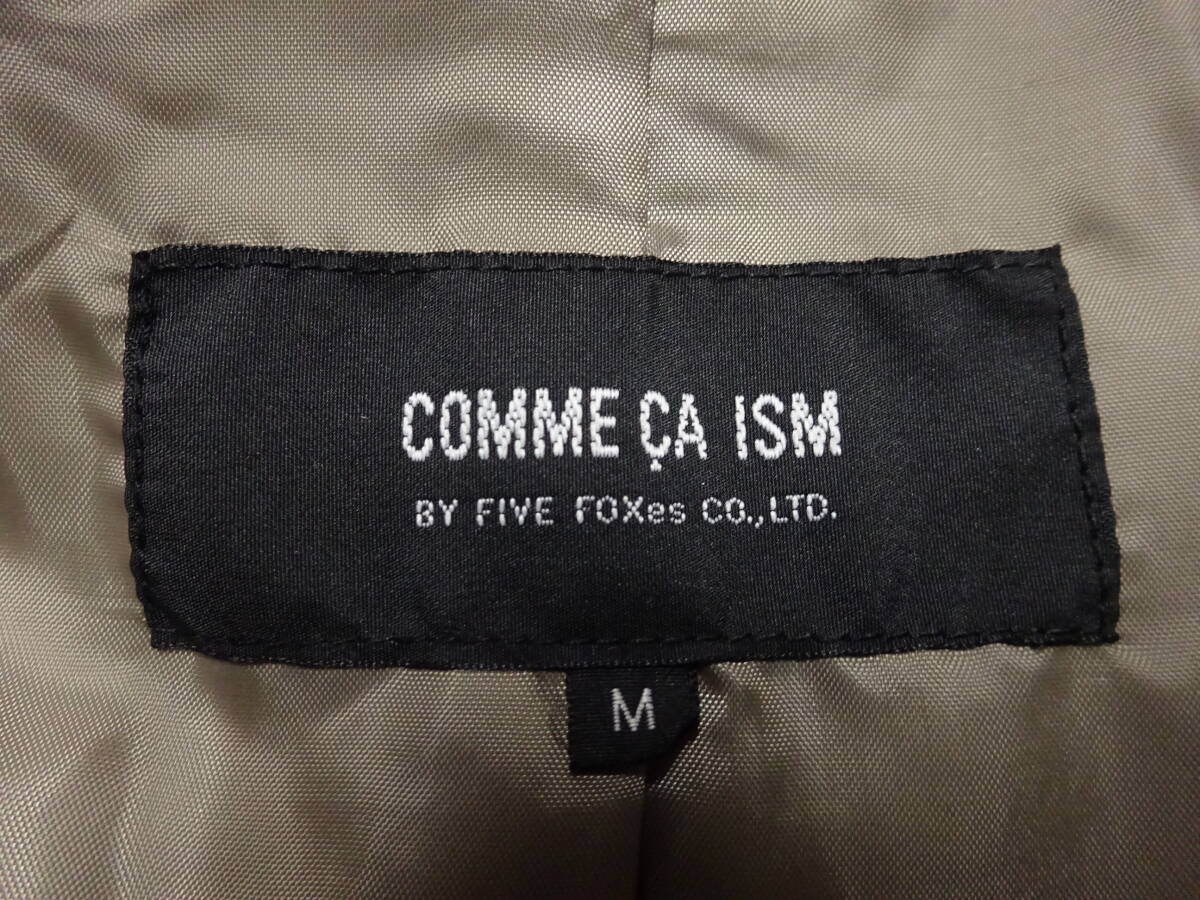 COMME ÇA ISM
BY FIVE FOXes CO.,LTD.
M